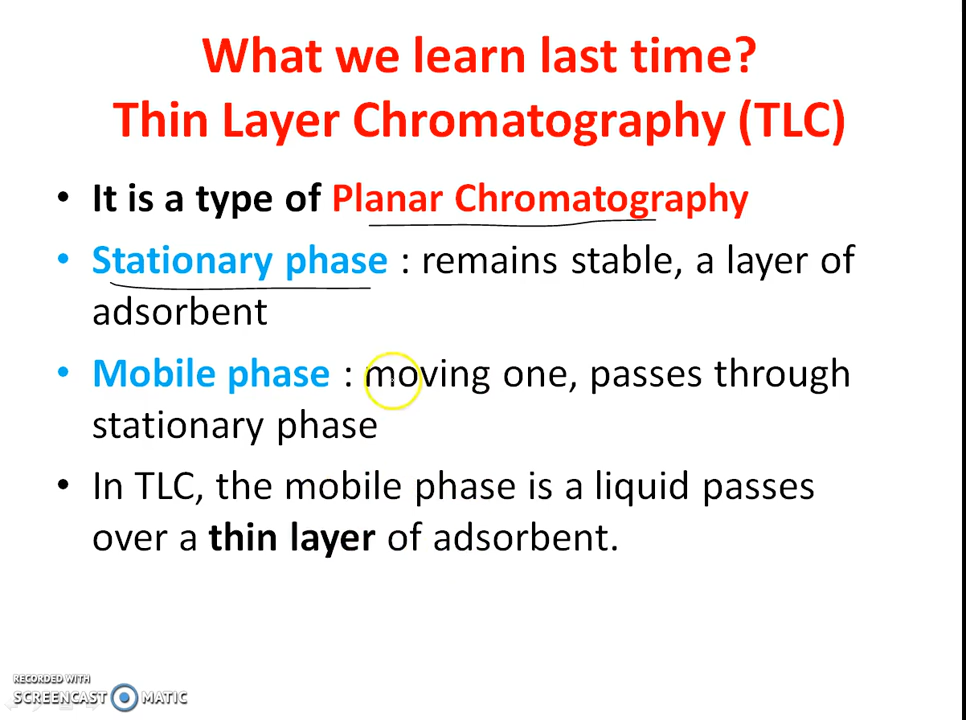 What we learn last time?
Thin Layer Chromatography (TLC)
• It is a type of Planar Chromatography
• Stationary phase : remains stable, a layer of
adsorbent
• Mobile phase : moving one, passes through
stationary phase
• In TLC, the mobile phase is a liquid passes
over a thin layer of adsorbent.
RECORDED WITH
SCREENCAST MATIC